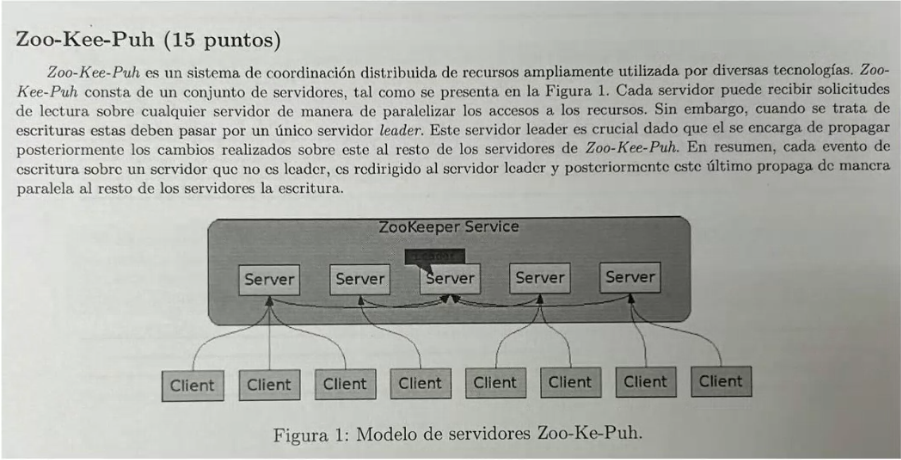 Zoo-Kee-Puh (15 puntos)
Zoo-Kee-Puh es un sistema de coordinación distribuida de recursos ampliamente utilizada por diversas tecnologías. Zoo-
Kee-Puh consta de un conjunto de servidores, tal como se presenta en la Figura 1. Cada servidor puede recibir solicitudes
de lectura sobre cualquier servidor de manera de paralelizar los accesos a los recursos. Sin embargo, cuando se trata de
escrituras estas deben pasar por un único servidor leader. Este servidor leader es crucial dado que el se encarga de propagar
posteriormente los cambios realizados sobre este al resto de los servidores de Zoo-Kee-Puh. En resumen, cada evento de
escritura sobre un servidor que no es leader, es redirigido al servidor leader y posteriormente este último propaga de manera
paralela al resto de los servidores la escritura.
ZooKeeper Service
Leader
Server Server Server Server Server
Client Client Client Client Client Client Client Client
Figura 1: Modelo de servidores Zoo-Ke-Puh.